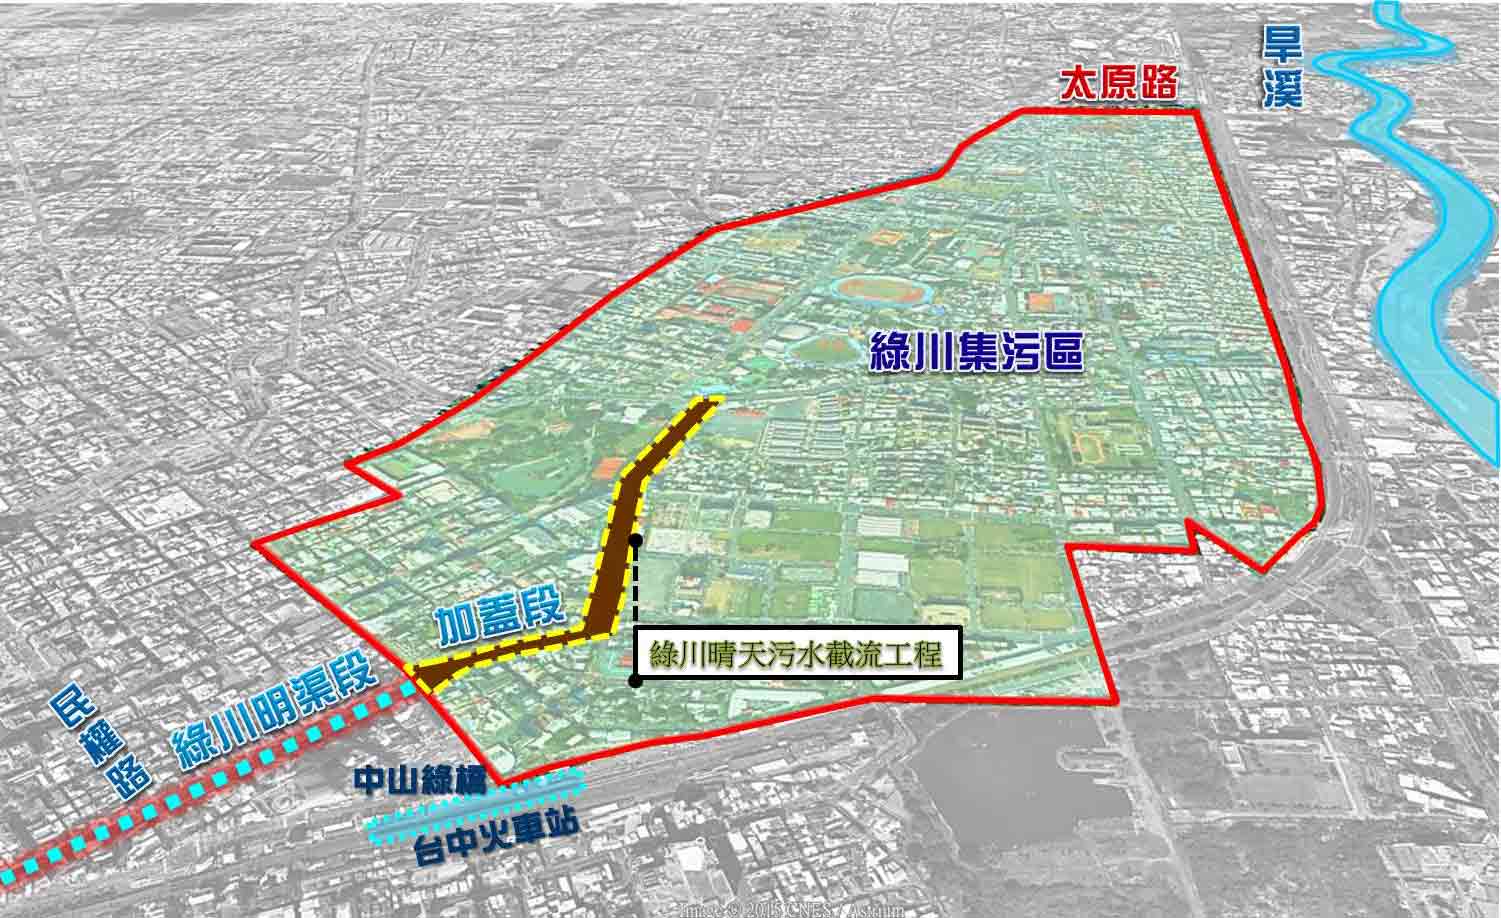 太原路
旱溪
綠川集污區
加蓋段
綠川晴天污水截流工程
綠川明渠段
民權路
中山綠橋
台中火車站
Image © 2015 CNES / Astrium